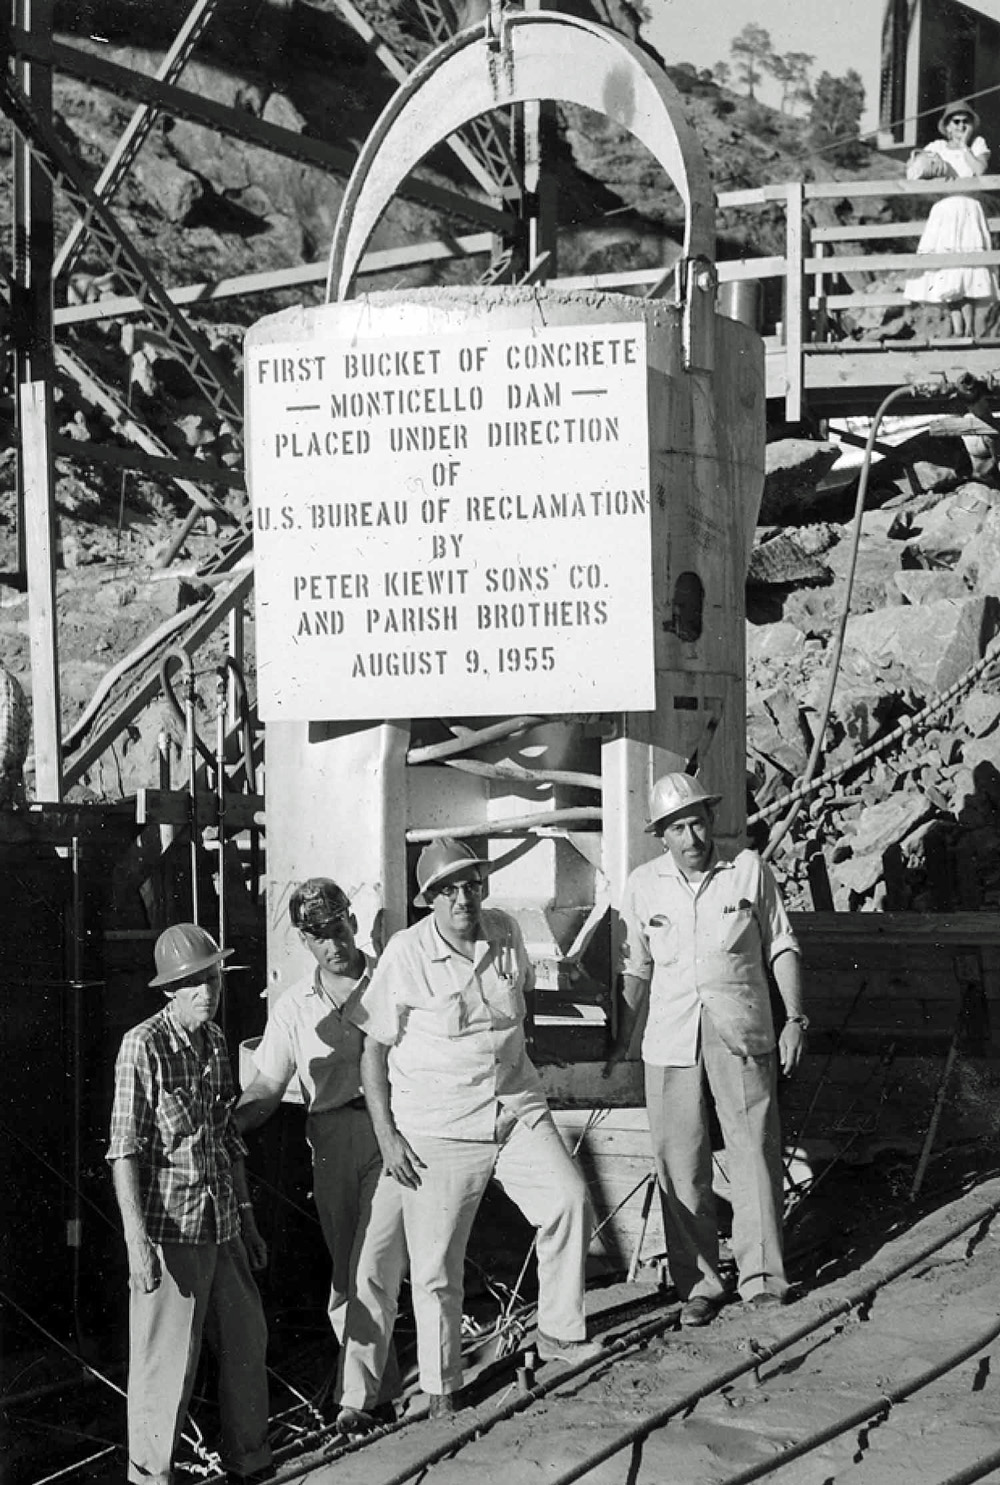 FIRST BUCKET OF CONCRETE
— MONTICELLO DAM —
PLACED UNDER DIRECTION
OF
U.S. BUREAU OF RECLAMATION
BY
PETER KIEWIT SONS' CO.
AND PARISH BROTHERS
AUGUST 9, 1955
7